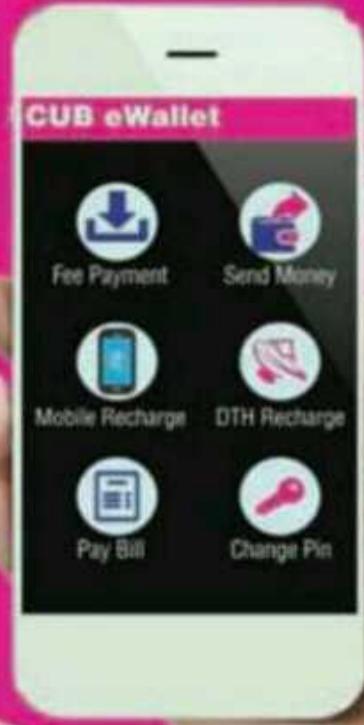 CUB eWallet
Fee Payment
Send Money
Mobile Recharge
DTH Recharge
Pay Bill
Change Pin